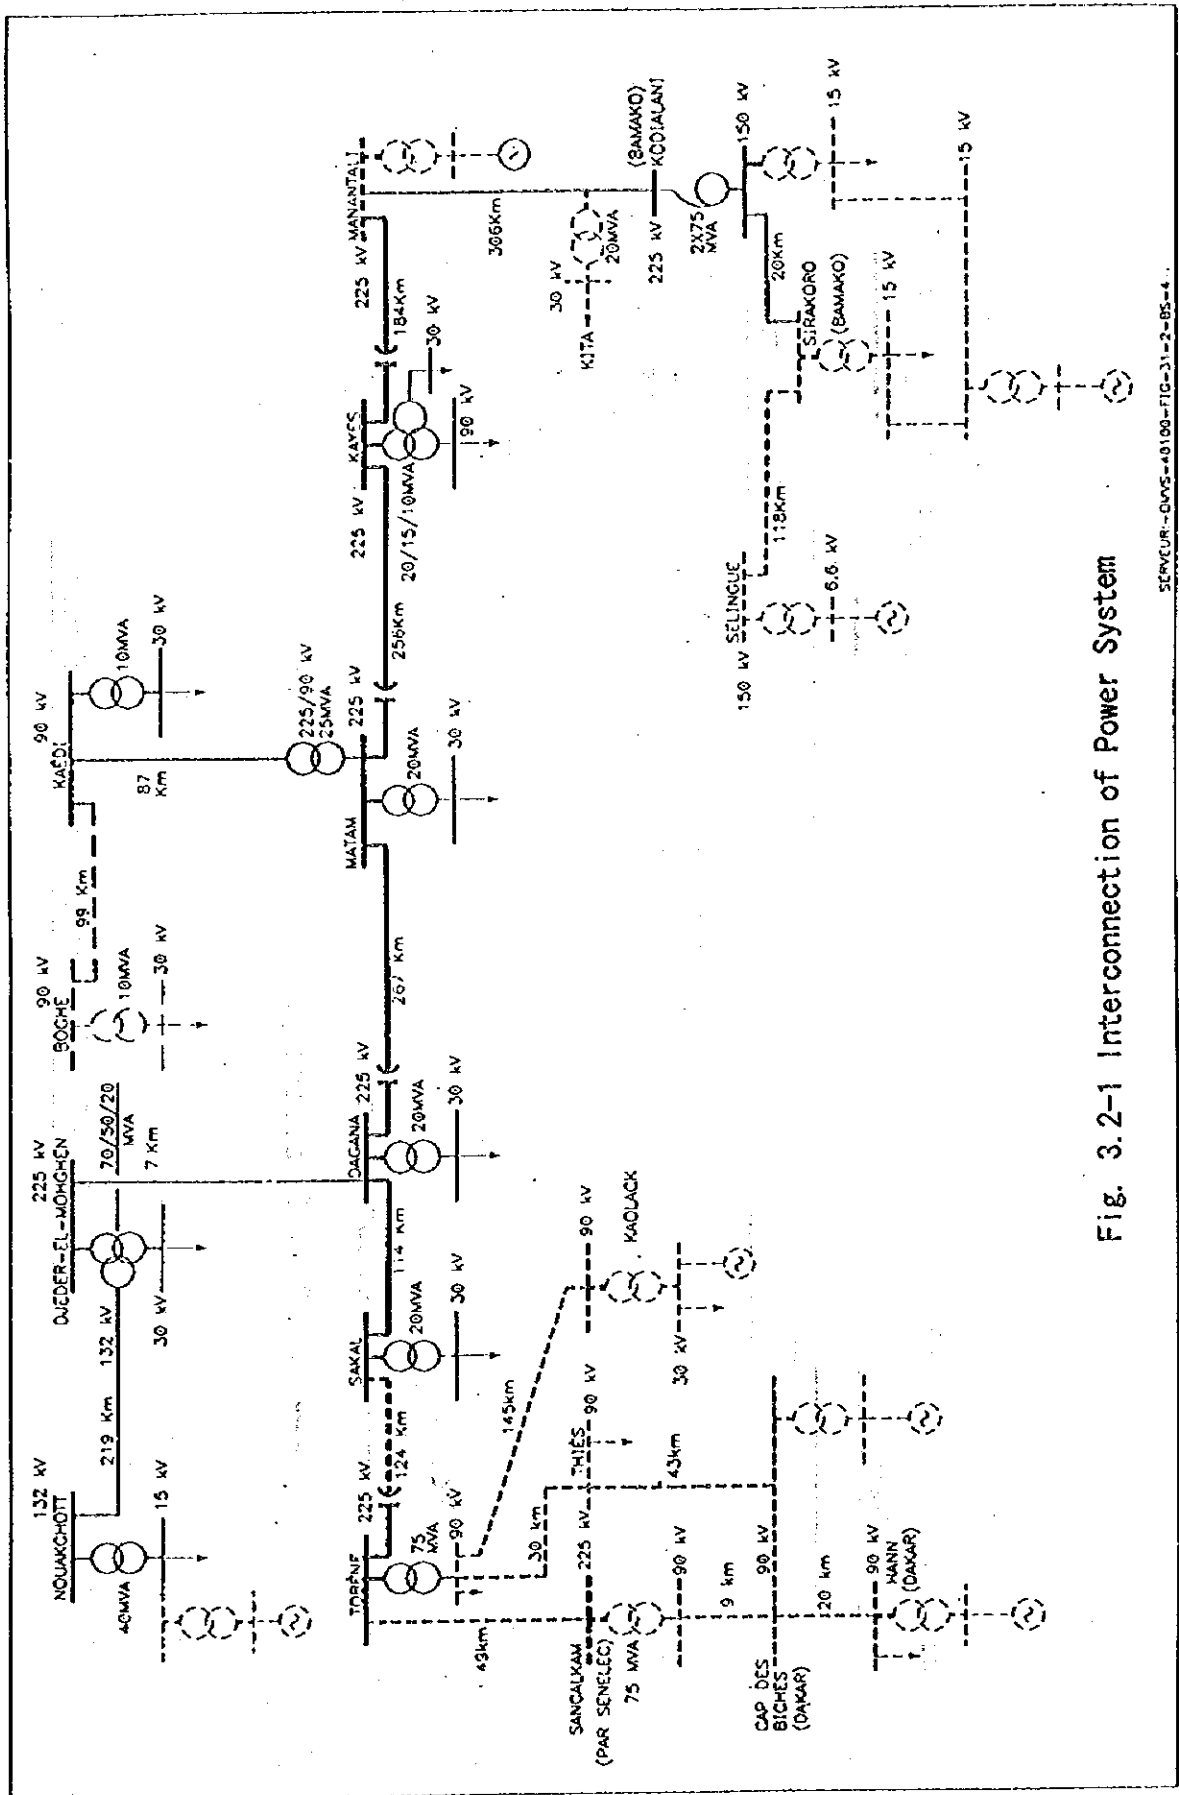 NOUAKCHOTT
132 kV
40MVA
15 kV
219 Km
132 kV
DJEDER-EL-MOHGHEN
225 kV
70/50/20
MVA
7 Km
30 kV
BOGHE
90 kV
10MVA
30 kV
99 Km
KAEDI
90 kV
10MVA
30 kV
87
Km
225/90 kV
25MVA
TOBENE
225 kV
75
MVA
90 kV
124 Km
SAKAL
20MVA
30 kV
114 Km
DAGANA
225 kV
20MVA
30 kV
267 Km
MATAM
225 kV
20MVA
30 kV
256Km
225 kV
KAYES
20/15/10MVA
30 kV
90 kV
184Km
225 kV
MANANTALI
306Km
30 kV
KITA
20MVA
225 kV
(BAMAKO)
KODIALANI
2X75
MVA
150 kV
15 kV
20Km
SIRAKORO
(BAMAKO)
15 kV
15 kV
118Km
SELINGUE
150 kV
6.6 kV
49km
30 km
145km
SANGALKAM
(PAR SENELEC)
225 kV
75 MVA
90 kV
THIES
90 kV
43km
90 kV
KAOLACK
30 kV
9 km
CAP DES
BICHES
(DAKAR)
90 kV
20 km
90 kV
HANN
(DAKAR)
Fig. 3.2-1 Interconnection of Power System